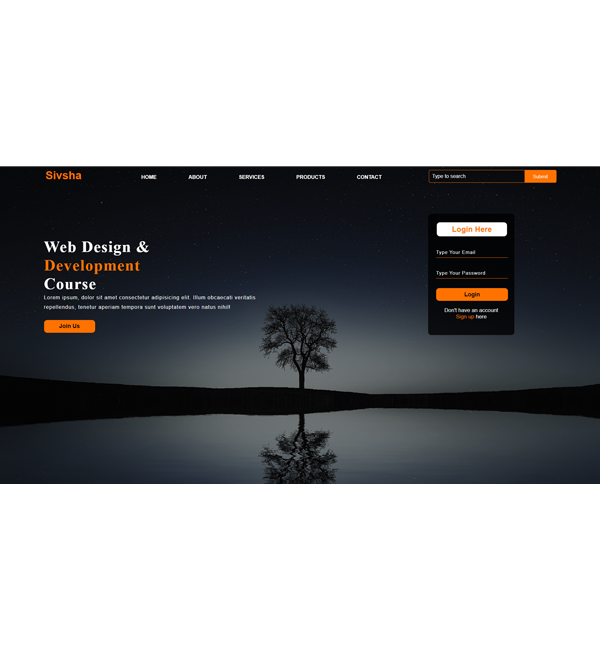 Sivsha
HOME ABOUT SERVICES PRODUCTS CONTACT
Type to search Submit
Web Design &
Development
Course
Lorem ipsum, dolor sit amet consectetur adipisicing elit. Illum obcaecati veritatis
repellendus, tenetur aperiam tempora sunt voluptatem vero natus nihil!
Join Us
Login Here
Type Your Email
Type Your Password
Login
Don't have an account
Sign up here